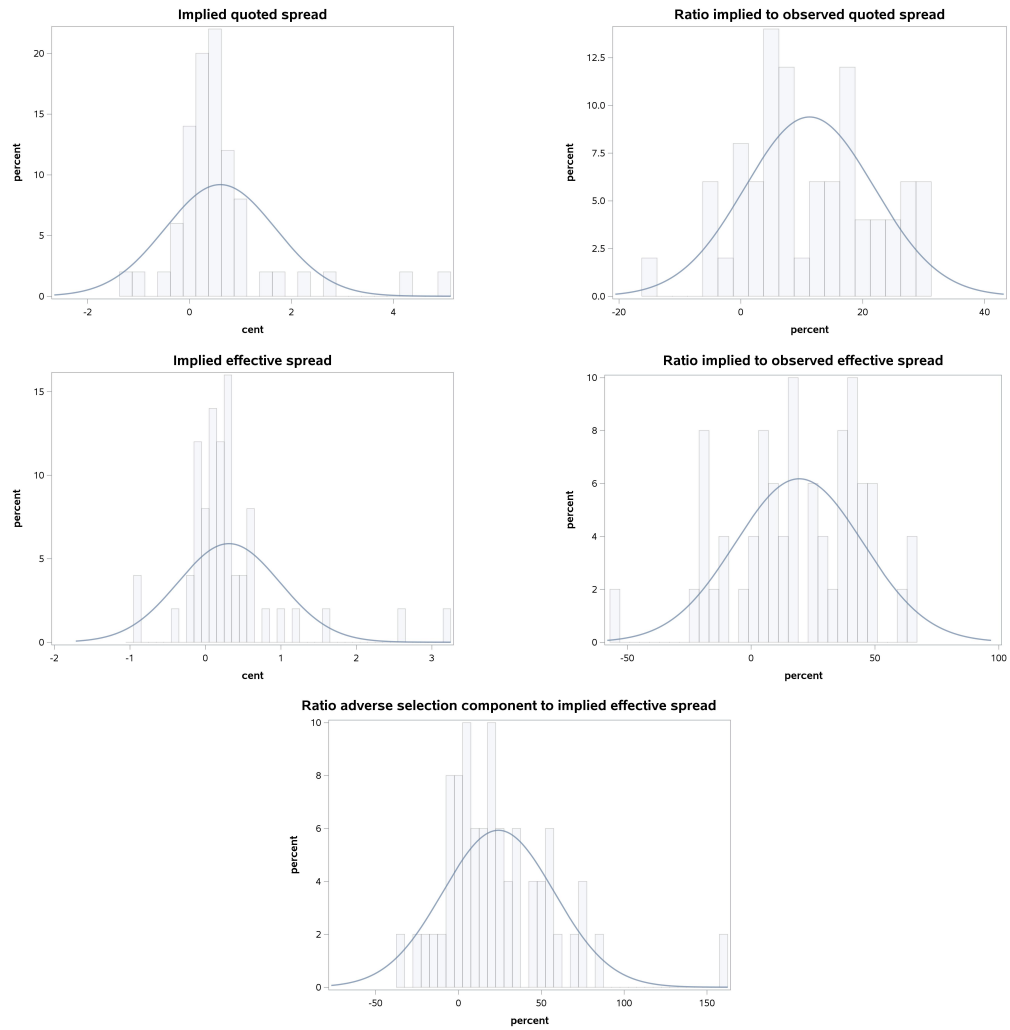 Implied quoted spread
20
15
10
5
0
percent
-2 0 2 4
cent
Ratio implied to observed quoted spread
12.5
10.0
7.5
5.0
2.5
0.0
percent
-20 0 20 40
percent
Implied effective spread
15
10
5
0
percent
-2 -1 0 1 2 3
cent
Ratio implied to observed effective spread
10
8
6
4
2
0
percent
-50 0 50 100
percent
Ratio adverse selection component to implied effective spread
10
8
6
4
2
0
percent
-50 0 50 100 150
percent